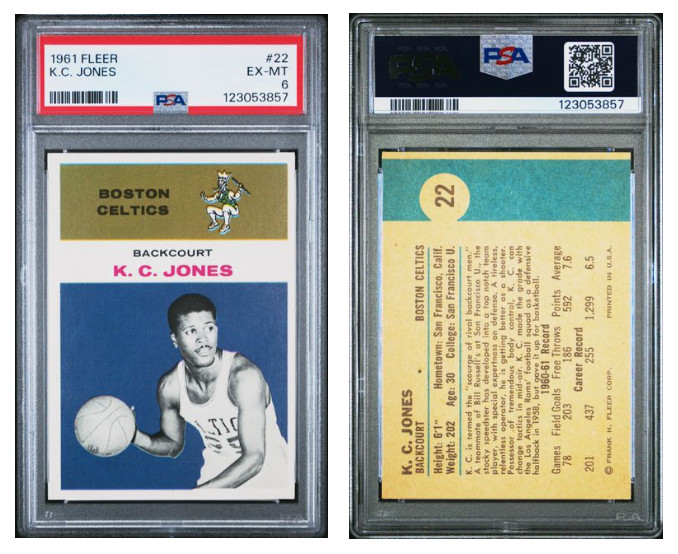 1961 FLEER #22
K.C. JONES EX-MT
6
PSA 123053857
BOSTON
CELTICS
BACKCOURT
K. C. JONES
CELTIC
PSA
PSA
123053857
22
K. C. JONES
BACKCOURT BOSTON CELTICS
Height: 6'1" Hometown: San Francisco, Calif.
Weight: 202 Age: 30 College: San Francisco U.
K. C. is termed the "scourge of rival backcourt men."
A teammate of Bill Russell's at San Francisco U., the
stocky speedster has developed into a top notch team
player, with special expertness on defense. A tireless,
relentless operator, he is getting better as a shooter.
Possessor of tremendous body control, K. C. can
change tactics in mid-air. K. C. made the grade with
the Los Angeles Rams' football squad as a defensive
halfback in 1958, but gave it up for basketball.
1960-61 Record
Games Field Goals Free Throws Points Average
78 203 186 592 7.6
Career Record
201 437 255 1,299 6.5
© FRANK H. FLEER CORP. PRINTED IN U.S.A.
PSA